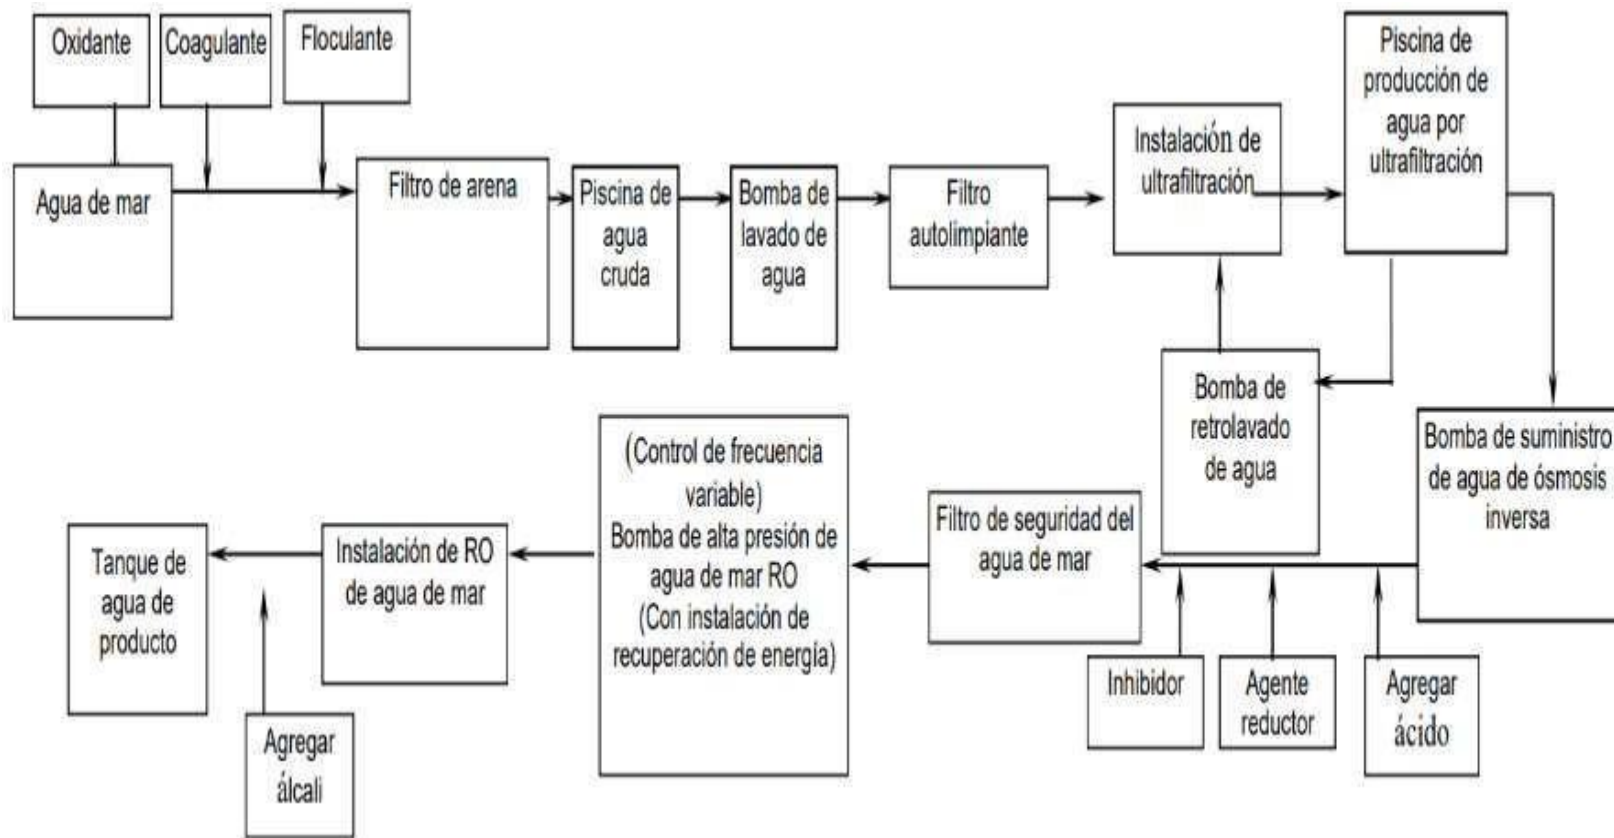 Oxidante
Coagulante
Floculante
Agua de mar
Filtro de arena
Piscina de
agua
cruda
Bomba de
lavado de
agua
Filtro
autolimpiante
Instalación de
ultrafiltración
Piscina de
producción de
agua por
ultrafiltración
Bomba de
retrolavado
de agua
Bomba de suministro
de agua de ósmosis
inversa
Agregar
ácido
Agente
reductor
Inhibidor
Filtro de seguridad del
agua de mar
(Control de frecuencia
variable)
Bomba de alta presión de
agua de mar RO
(Con instalación de
recuperación de energía)
Instalación de RO
de agua de mar
Agregar
álcali
Tanque de
agua de
producto